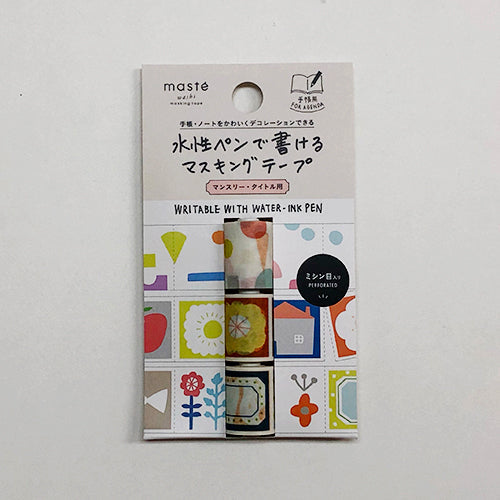 masté
masking tape
手帳用
FOR AGENDA
手帳・ノートをかわいくデコレーションできる
水性ペンで書ける
マスキングテープ
マンスリー・タイトル用
WRITABLE WITH WATER-INK PEN
ミシン目入り
PERFORATED